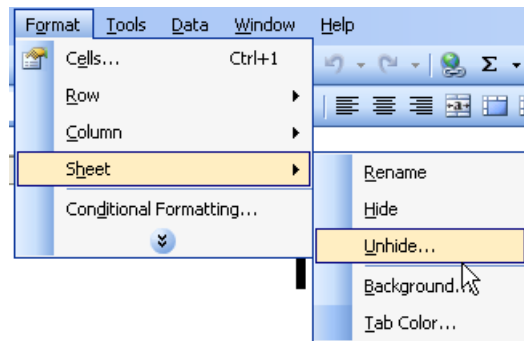 Format Tools Data Window Help
Cells... Ctrl+1
Row
Column
Sheet
Conditional Formatting...
Rename
Hide
Unhide...
Background...
Tab Color...